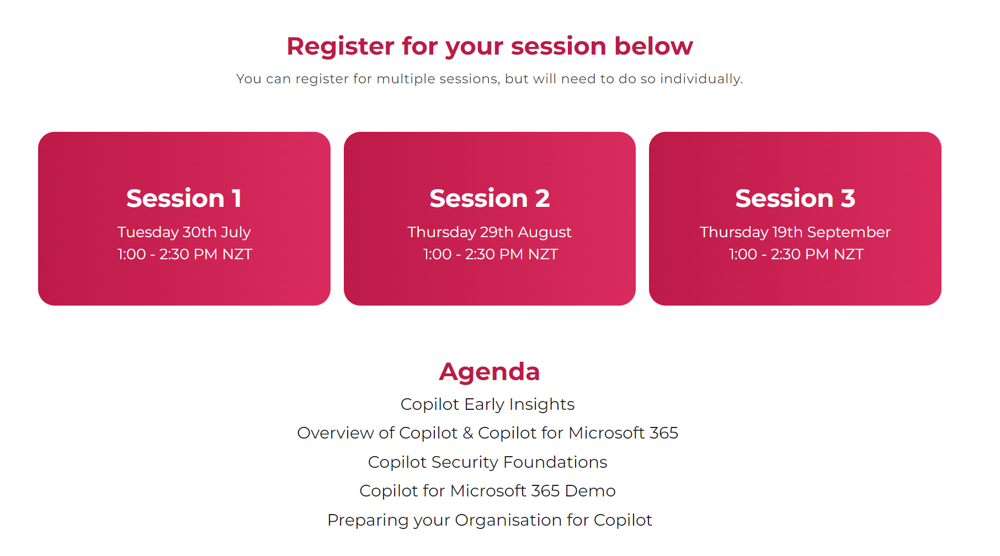 Register for your session below
You can register for multiple sessions, but will need to do so individually.
Session 1
Tuesday 30th July
1:00 - 2:30 PM NZT
Session 2
Thursday 29th August
1:00 - 2:30 PM NZT
Session 3
Thursday 19th September
1:00 - 2:30 PM NZT
Agenda
Copilot Early Insights
Overview of Copilot & Copilot for Microsoft 365
Copilot Security Foundations
Copilot for Microsoft 365 Demo
Preparing your Organisation for Copilot